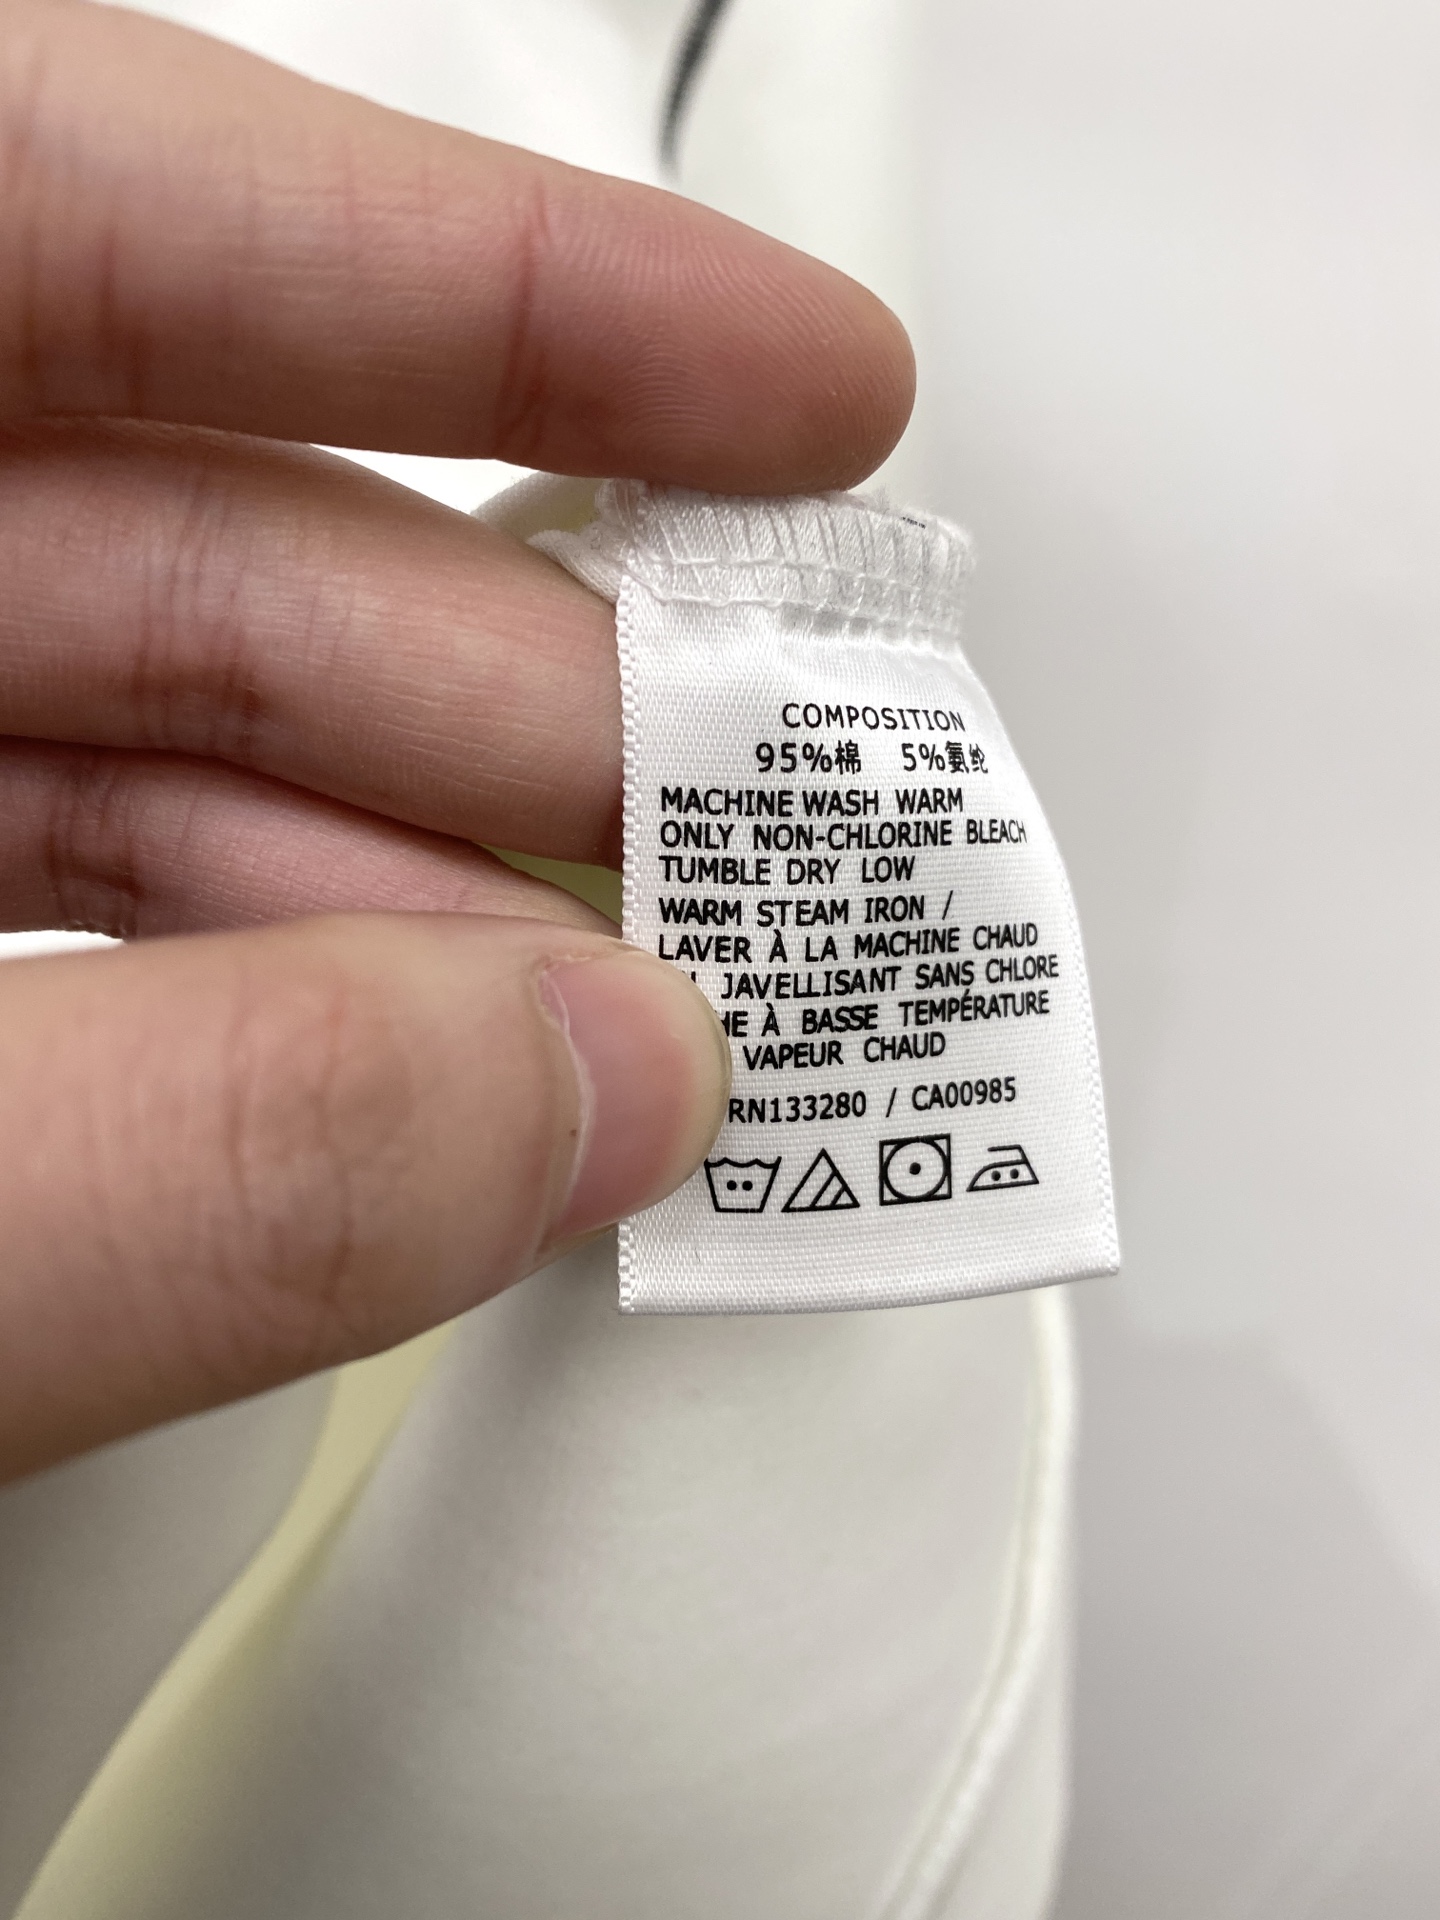 COMPOSITION
95%棉 5%氨纶
MACHINE WASH WARM
ONLY NON-CHLORINE BLEACH
TUMBLE DRY LOW
WARM STEAM IRON /
LAVER À LA MACHINE CHAUD
JAVELLISANT SANS CHLORE
À BASSE TEMPÉRATURE
VAPEUR CHAUD
RN133280 / CA00985